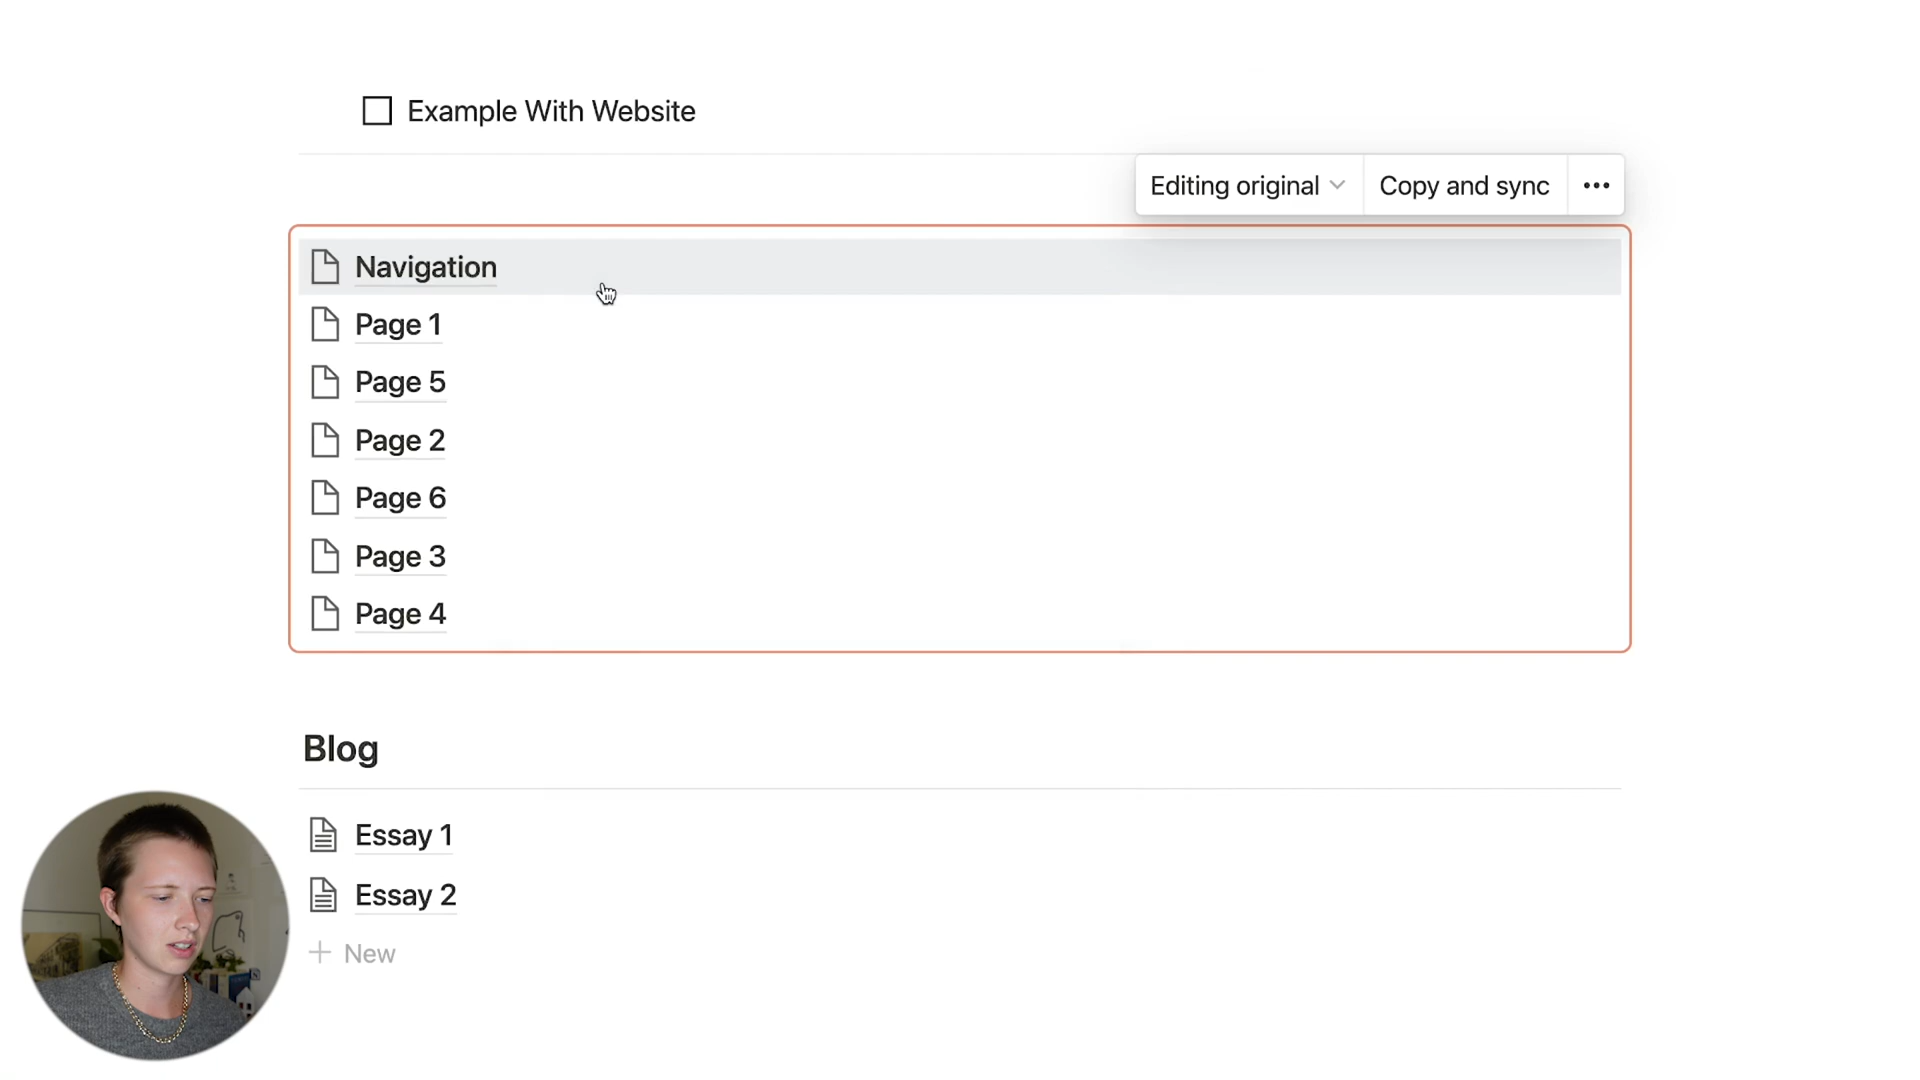 Example With Website
Editing original
Copy and sync
Navigation
Page 1
Page 5
Page 2
Page 6
Page 3
Page 4
Blog
Essay 1
Essay 2
New